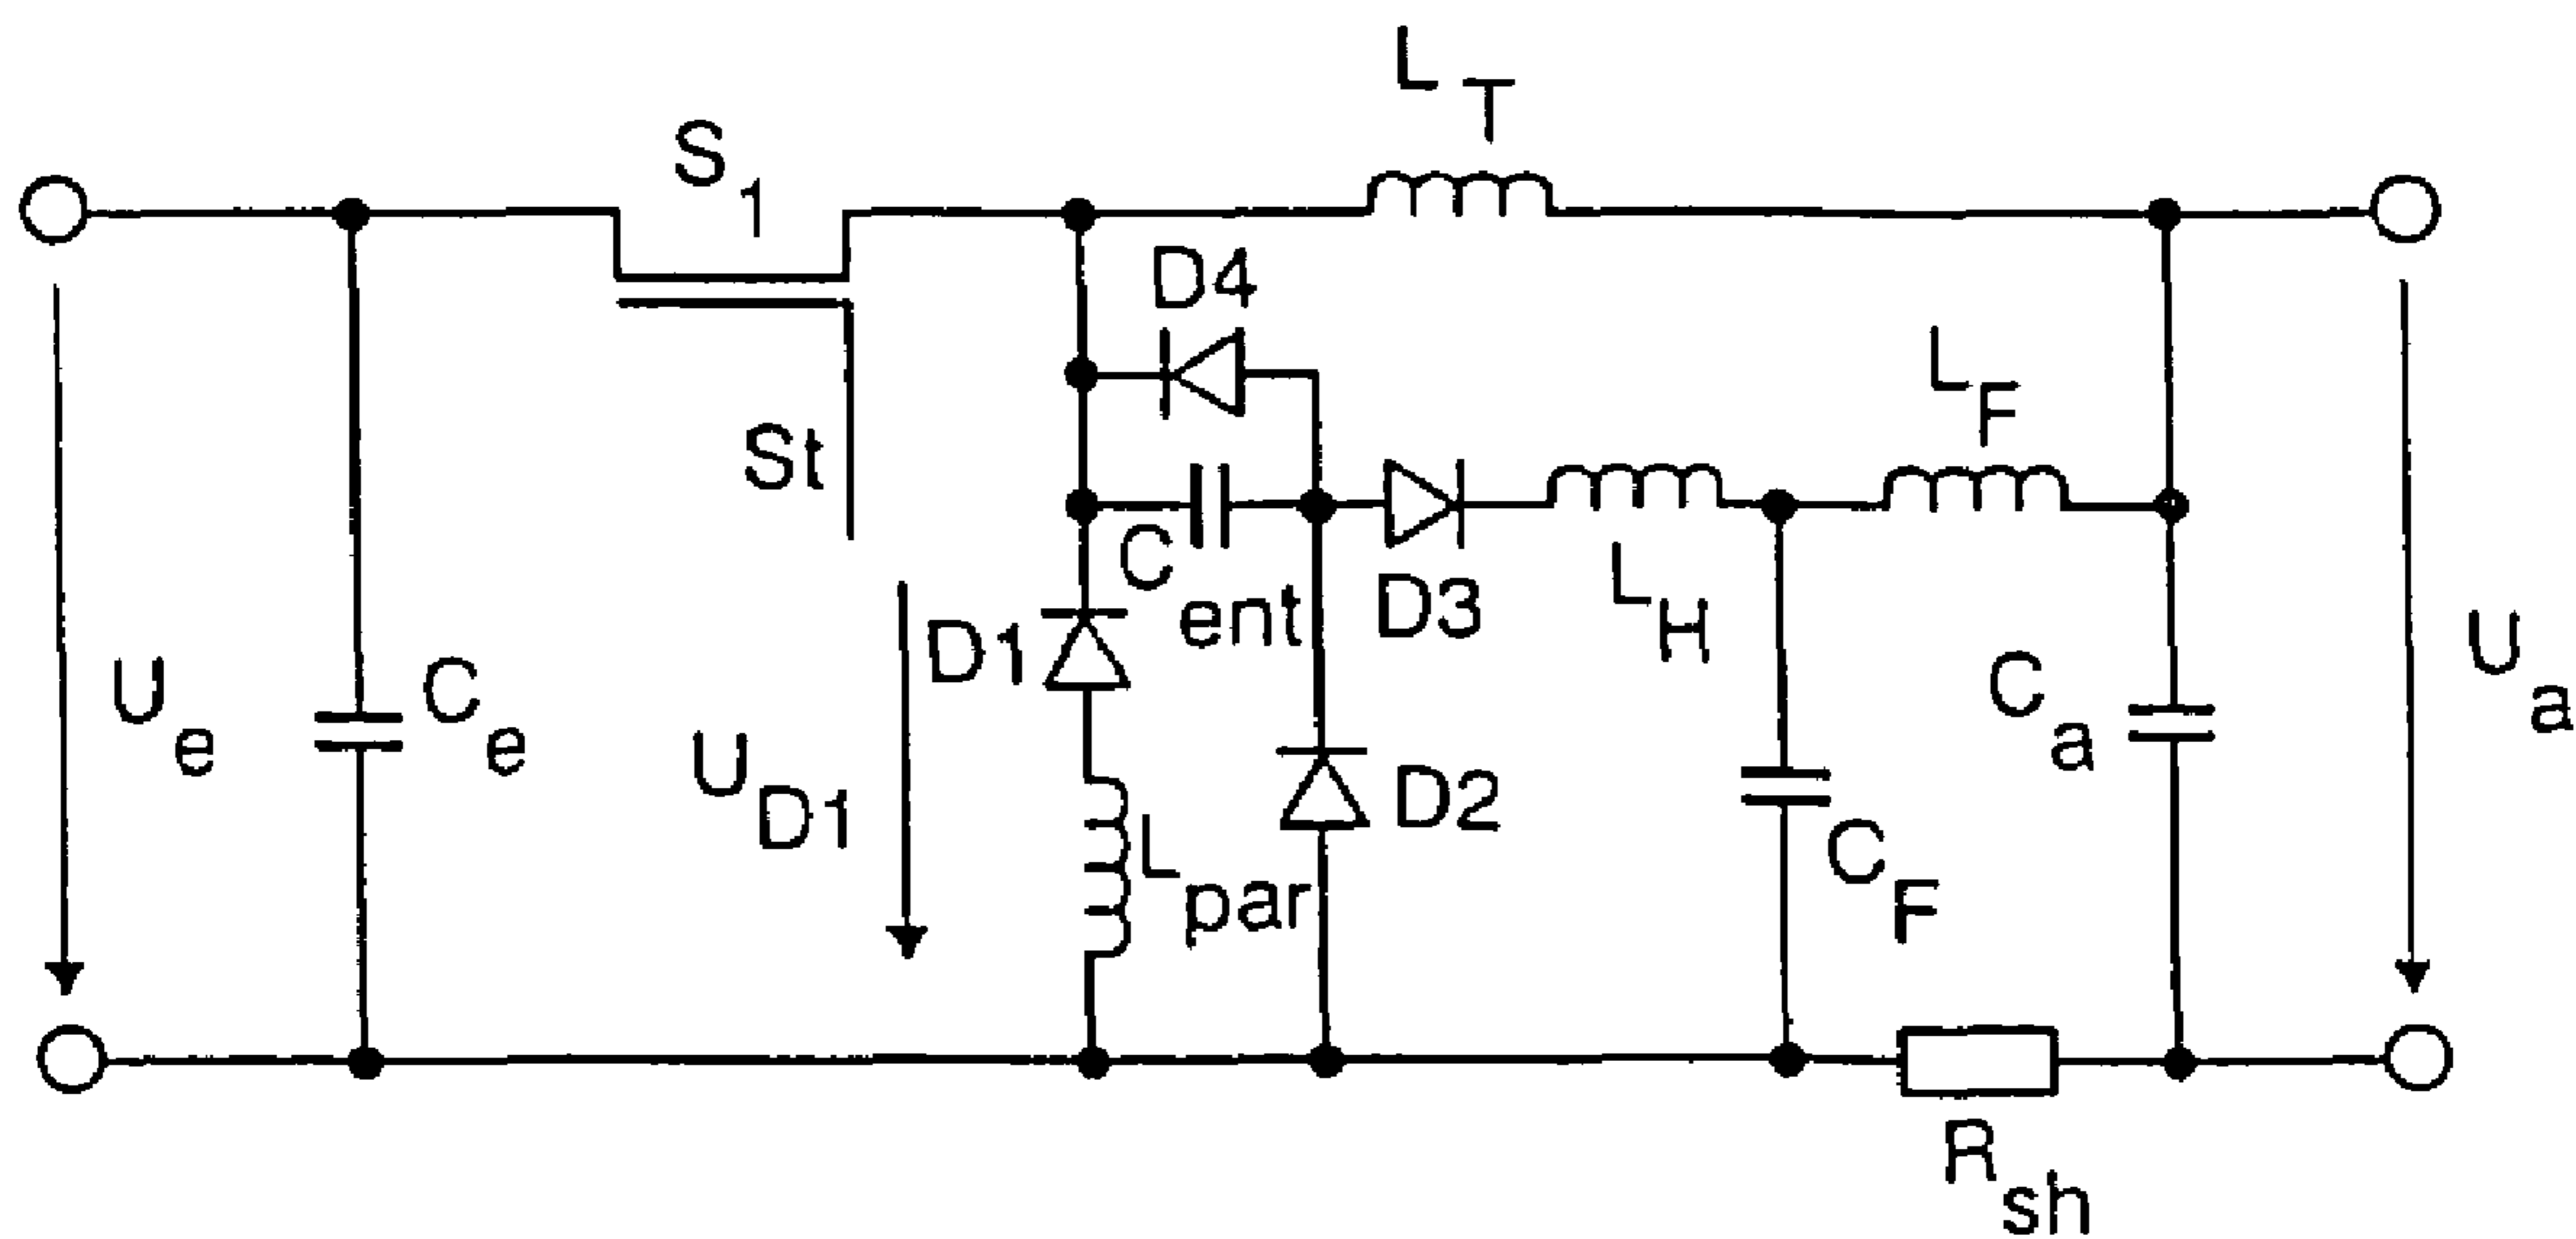 L_T
S_1
D4
L_F
St
C_ent
D3
L_H
D1
U_e
C_e
U_D1
L_par
D2
C_F
C_a
U_a
R_sh